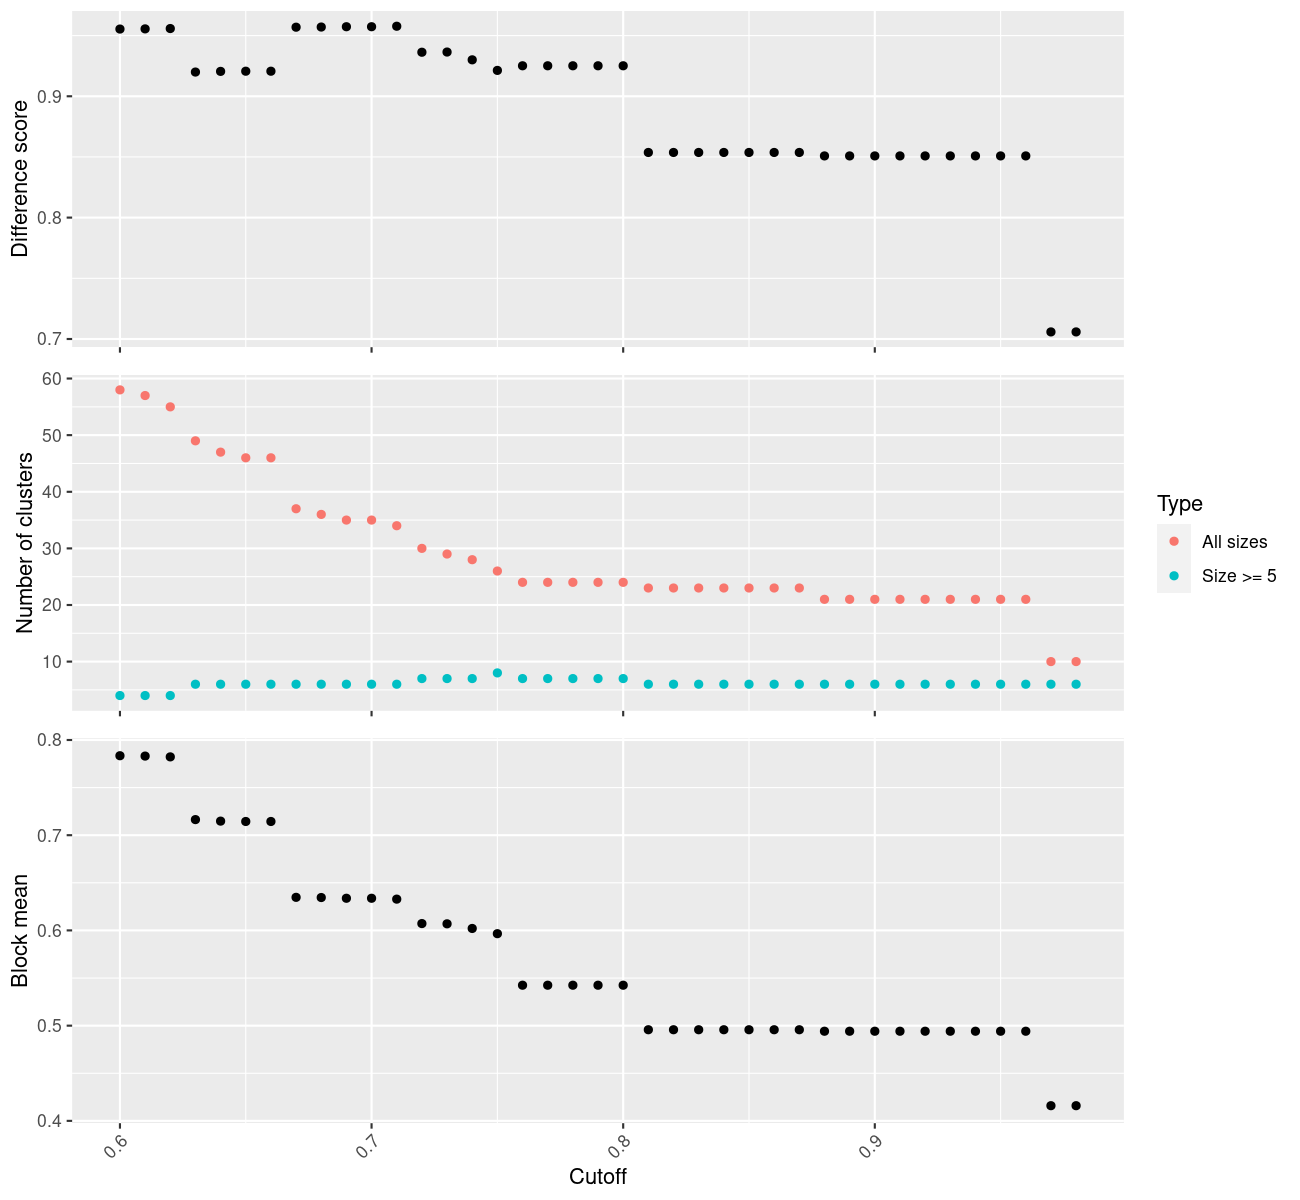 Difference score
0.9
0.8
0.7
Number of clusters
60
50
40
30
20
10
Type
All sizes
Size >= 5
Block mean
0.8
0.7
0.6
0.5
0.4
0.6 0.7 0.8 0.9
Cutoff